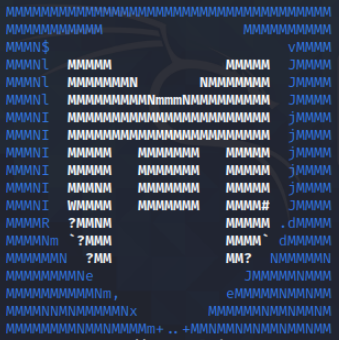 MMMMMMMMMMMMMMMMMMMMMMMMMMMMMMMMMMMMM
MMMMMMMMMMM                MMMMMMMMMM
MMMN$                           vMMMM
MMMNl  MMMMM             MMMMM  JMMMM
MMMNl  MMMMMMMN       NMMMMMMM  JMMMM
MMMNl  MMMMMMMMMNmmmNMMMMMMMMM  JMMMM
MMMNI  MMMMMMMMMMMMMMMMMMMMMMM  jMMMM
MMMNI  MMMMMMMMMMMMMMMMMMMMMMM  jMMMM
MMMNI  MMMMM   MMMMMMM   MMMMM  jMMMM
MMMNI  MMMMM   MMMMMMM   MMMMM  jMMMM
MMMNI  MMMNM   MMMMMMM   MMMMM  jMMMM
MMMNI  WMMMM   MMMMMMM   MMMM#  JMMMM
MMMMR  ?MMNM             MMMMM .dMMMM
MMMMNm `?MMM             MMMM` dMMMMM
MMMMMMN  ?MM             MM?  NMMMMMN
MMMMMMMMNe                 JMMMMMNMMM
MMMMMMMMMMNm,            eMMMMMNMMNMM
MMMMNNMNMMMMMNx        MMMMMMNMMNMMNM
MMMMMMMMNMMNMMMMm+..+MMNMMNMNMMNMMNMM